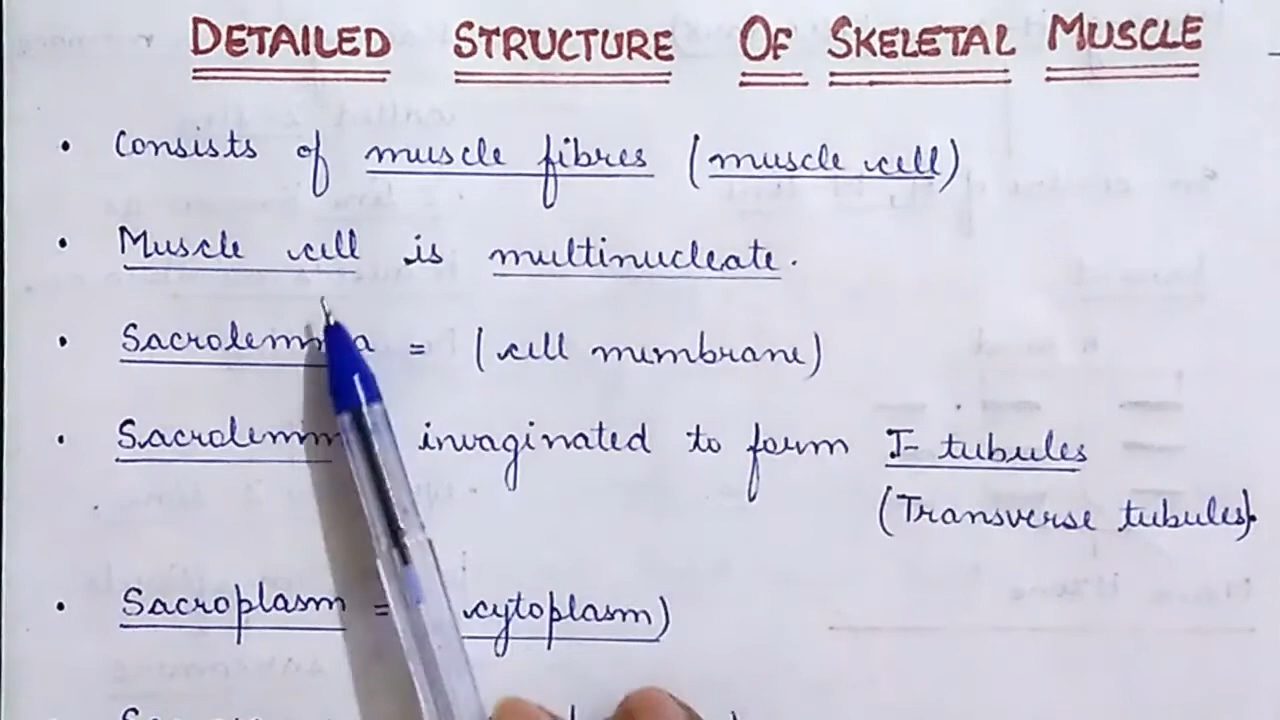 DETAILED STRUCTURE OF SKELETAL MUSCLE
• Consists of muscle fibres (muscle cell)
• Muscle cell is multinucleate.
• Sacrolemma = (cell membrane)
• Sacrolemm invaginated to form T-tubules
(Transverse tubules).
• Sacroplasm = cytoplasm)